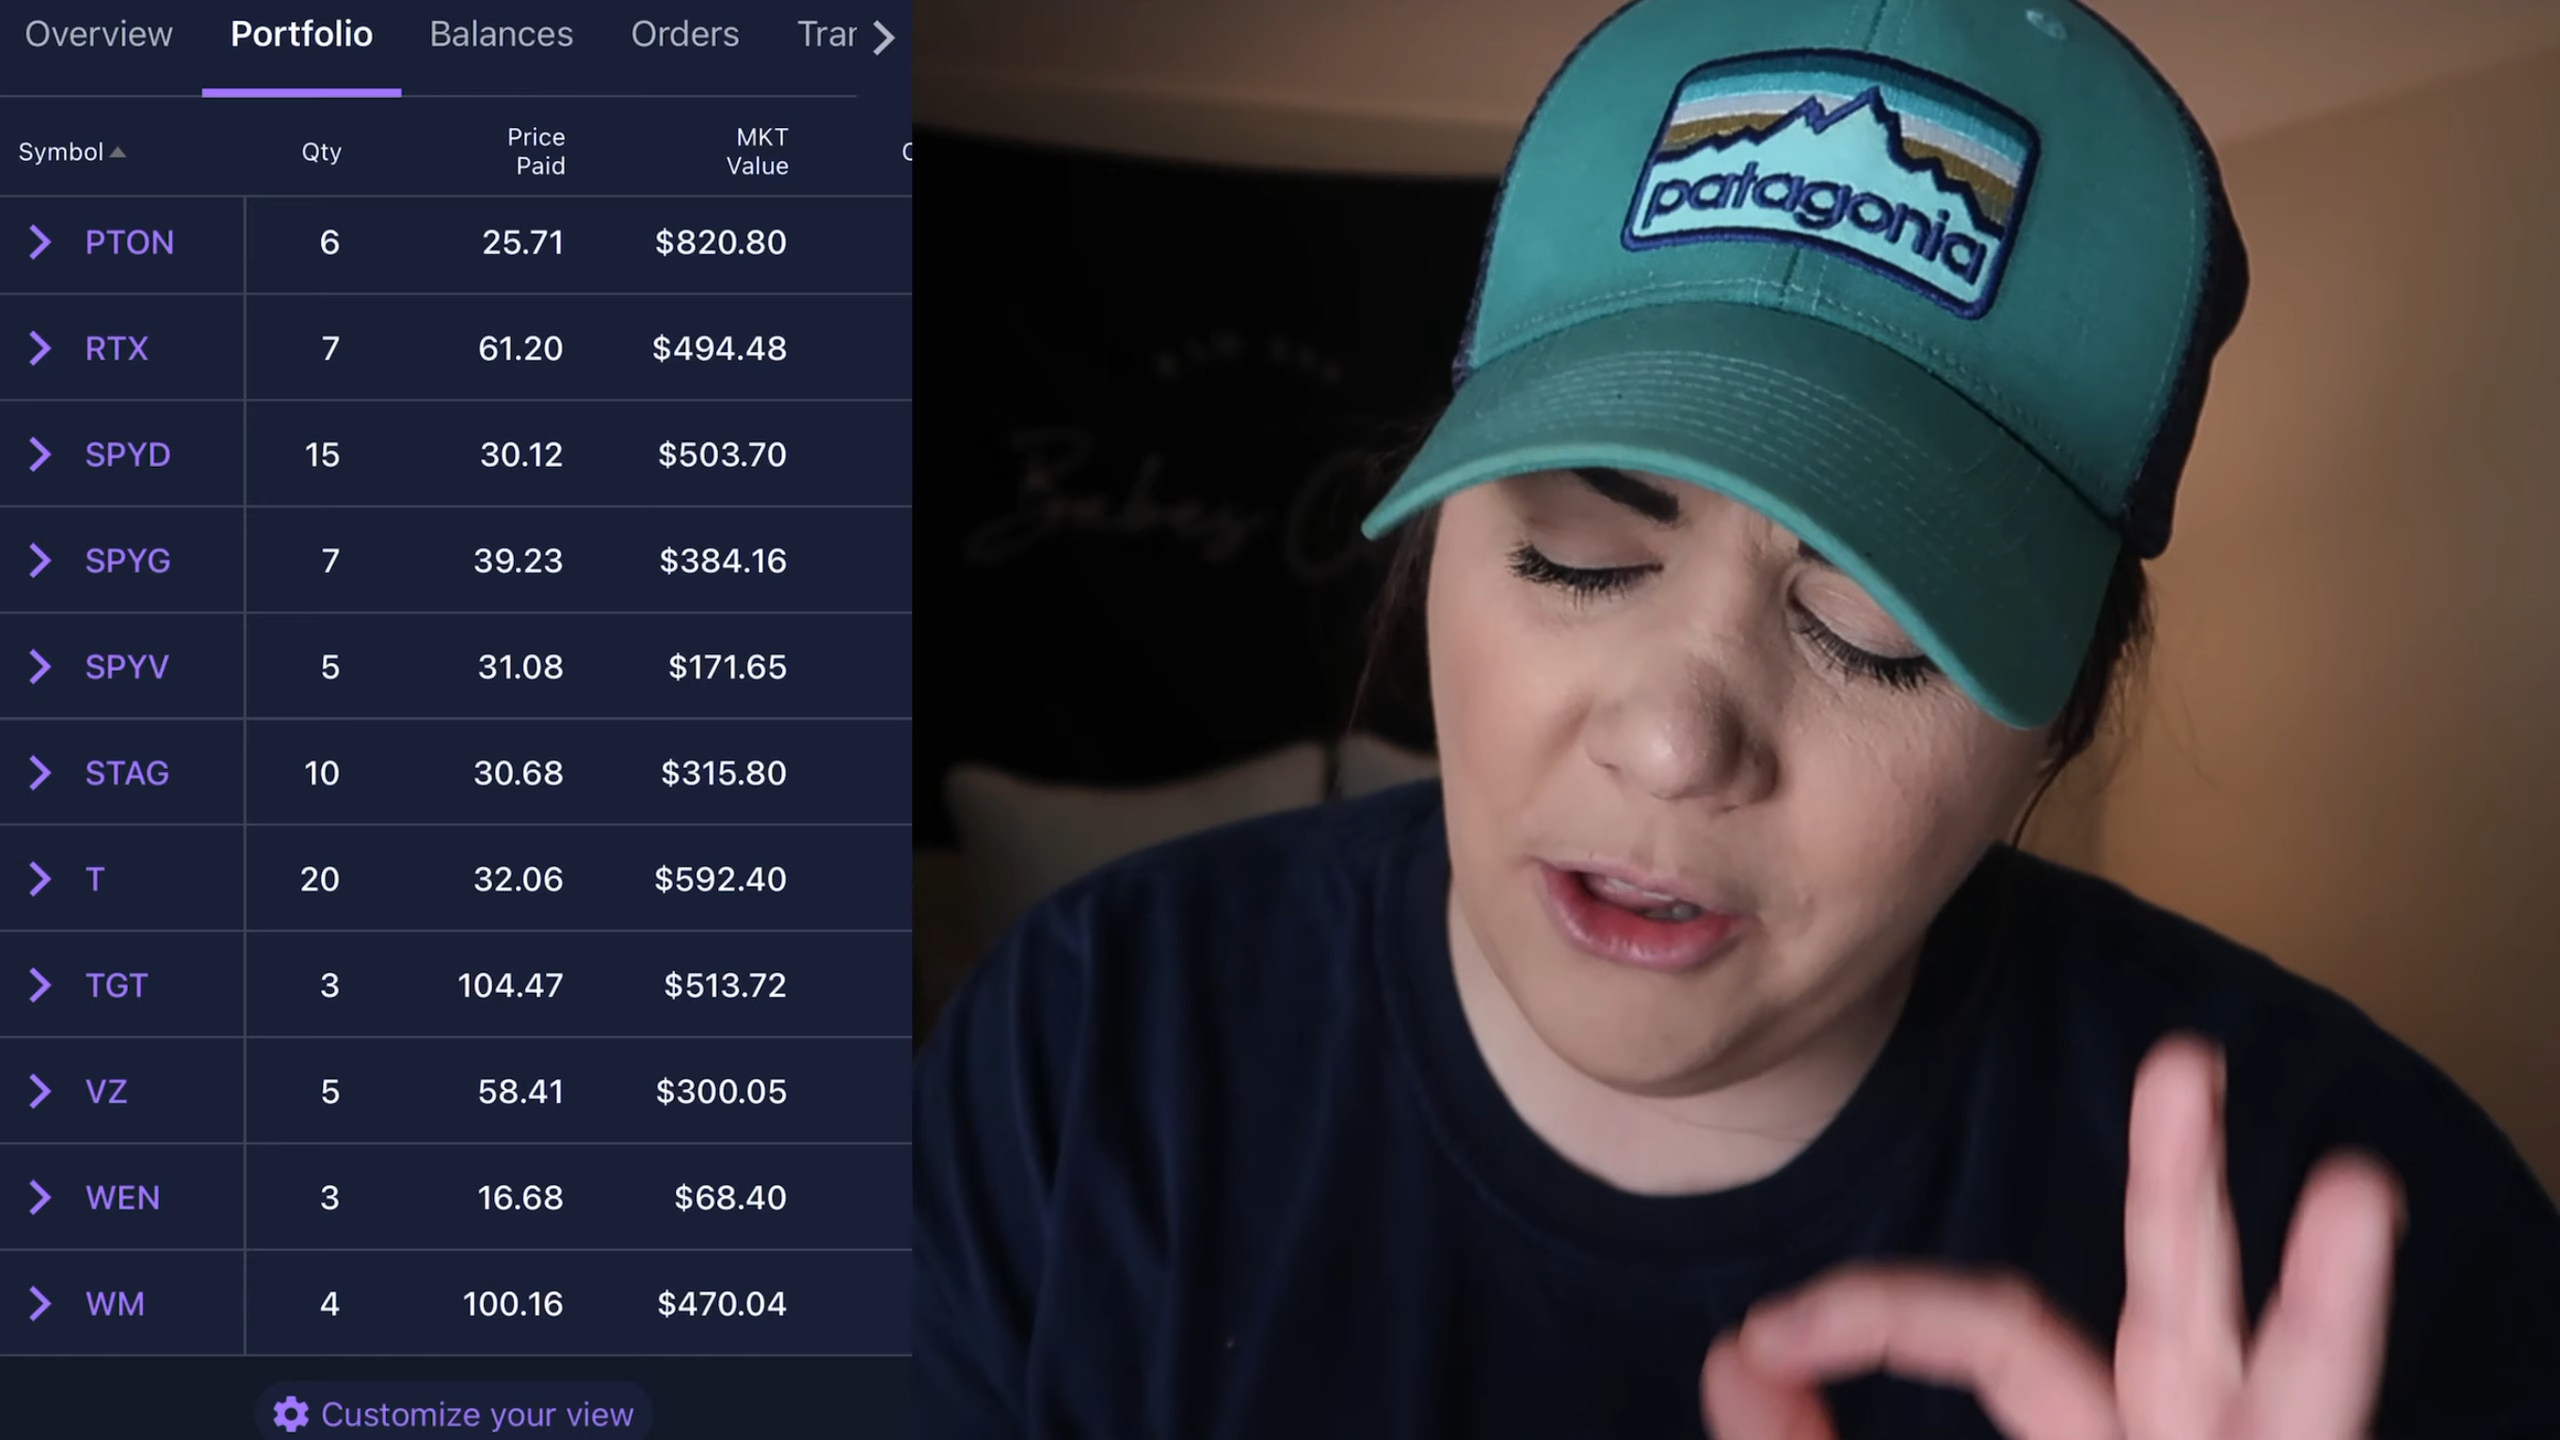 Overview Portfolio Balances Orders Tran
Symbol Qty Price Paid MKT Value
PTON 6 25.71 $820.80
RTX 7 61.20 $494.48
SPYD 15 30.12 $503.70
SPYG 7 39.23 $384.16
SPYV 5 31.08 $171.65
STAG 10 30.68 $315.80
T 20 32.06 $592.40
TGT 3 104.47 $513.72
VZ 5 58.41 $300.05
WEN 3 16.68 $68.40
WM 4 100.16 $470.04
Customize your view
patagonia
Babes